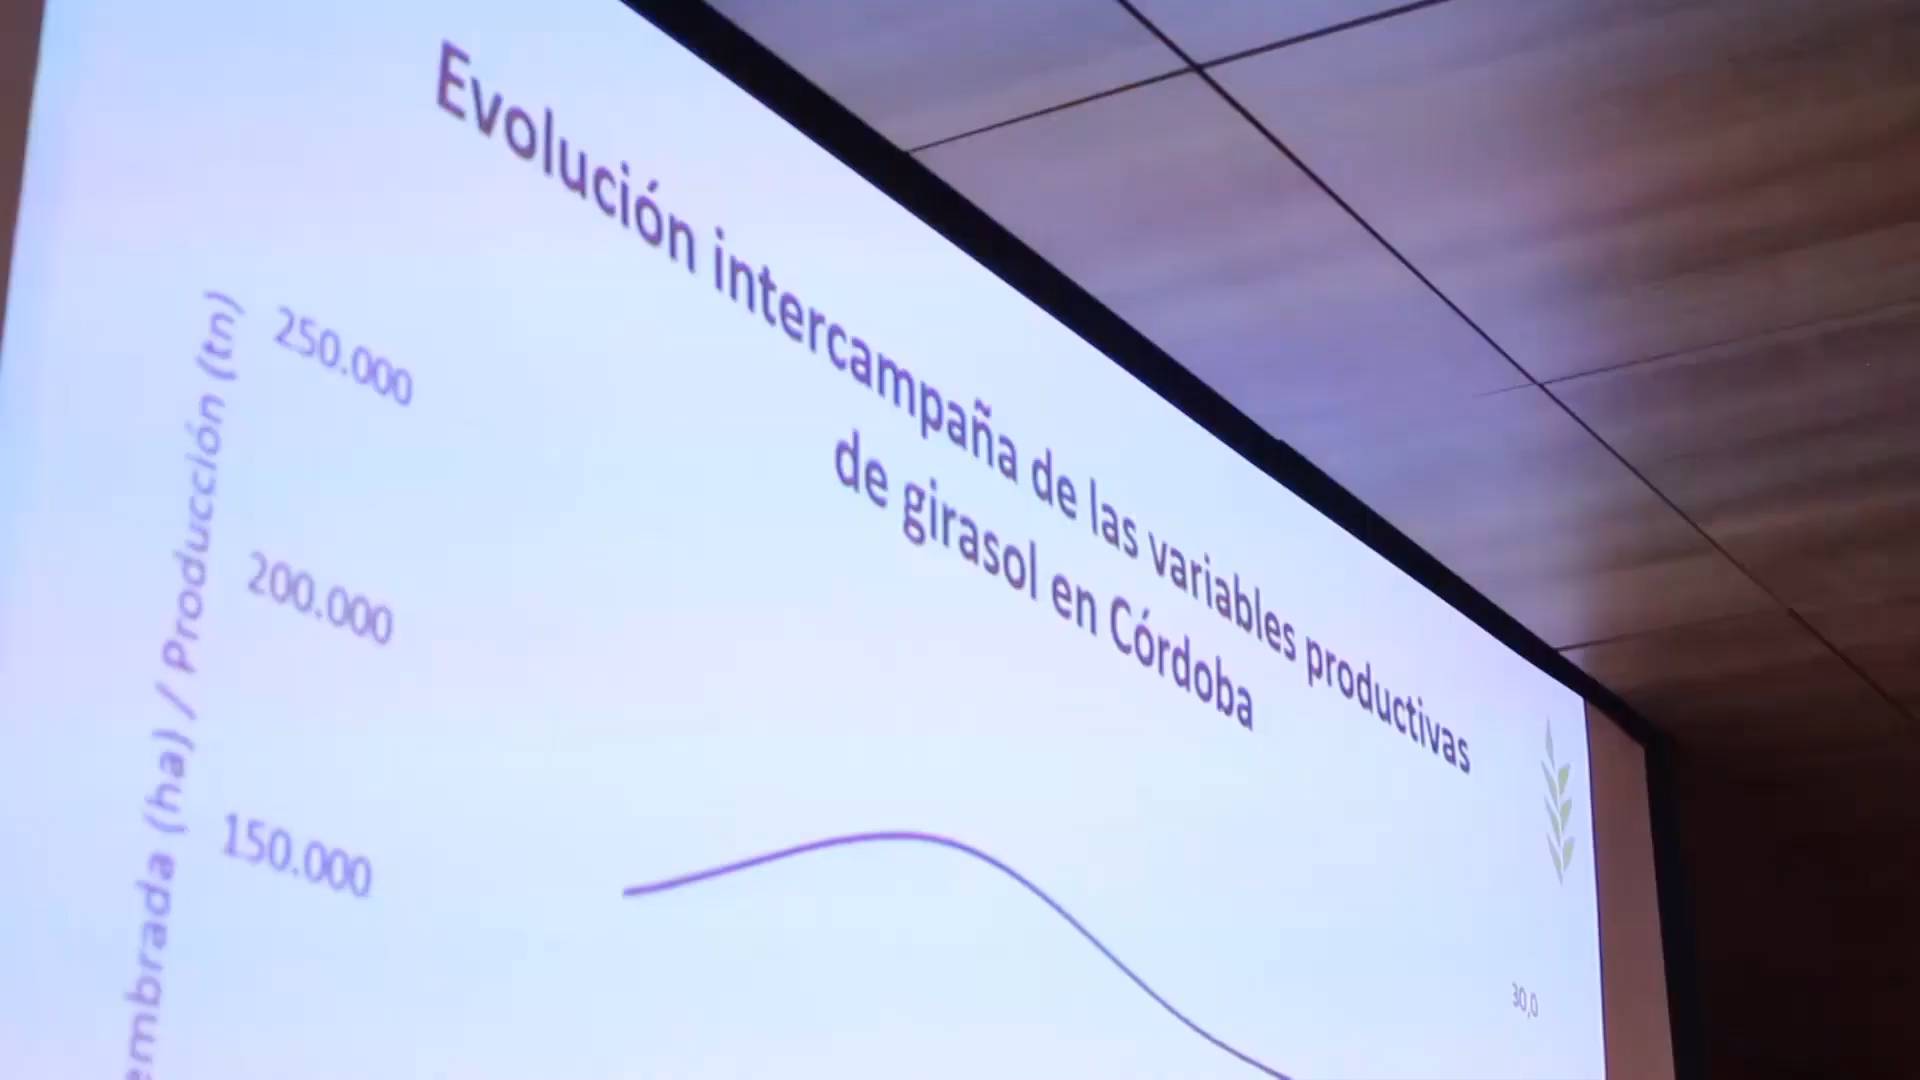 Evolución intercampaña de las variables productivas
de girasol en Córdoba
embrada (ha) / Producción (tn)
250.000
200.000
150.000
30,0